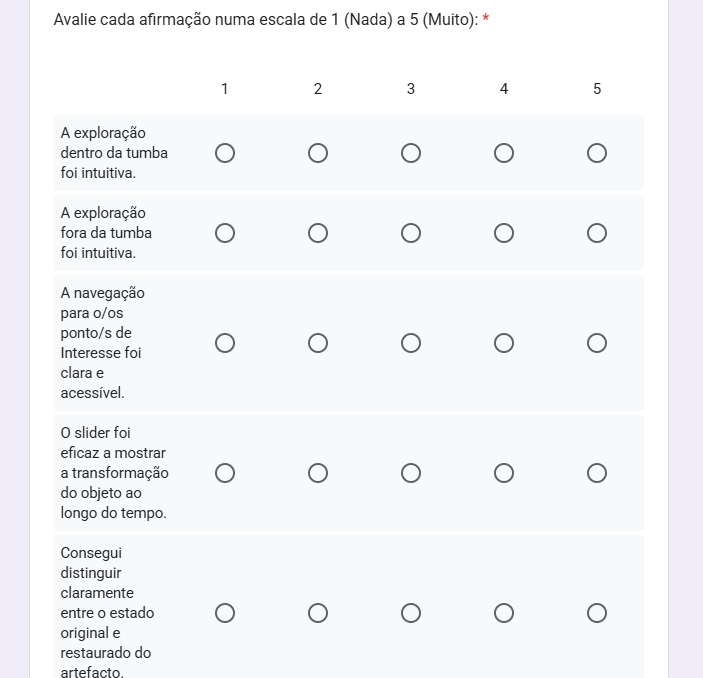 Avalie cada afirmação numa escala de 1 (Nada) a 5 (Muito): *
1 2 3 4 5
A exploração
dentro da tumba
foi intuitiva.
A exploração
fora da tumba
foi intuitiva.
A navegação
para o/os
ponto/s de
Interesse foi
clara e
acessível.
O slider foi
eficaz a mostrar
a transformação
do objeto ao
longo do tempo.
Consegui
distinguir
claramente
entre o estado
original e
restaurado do
artefacto.